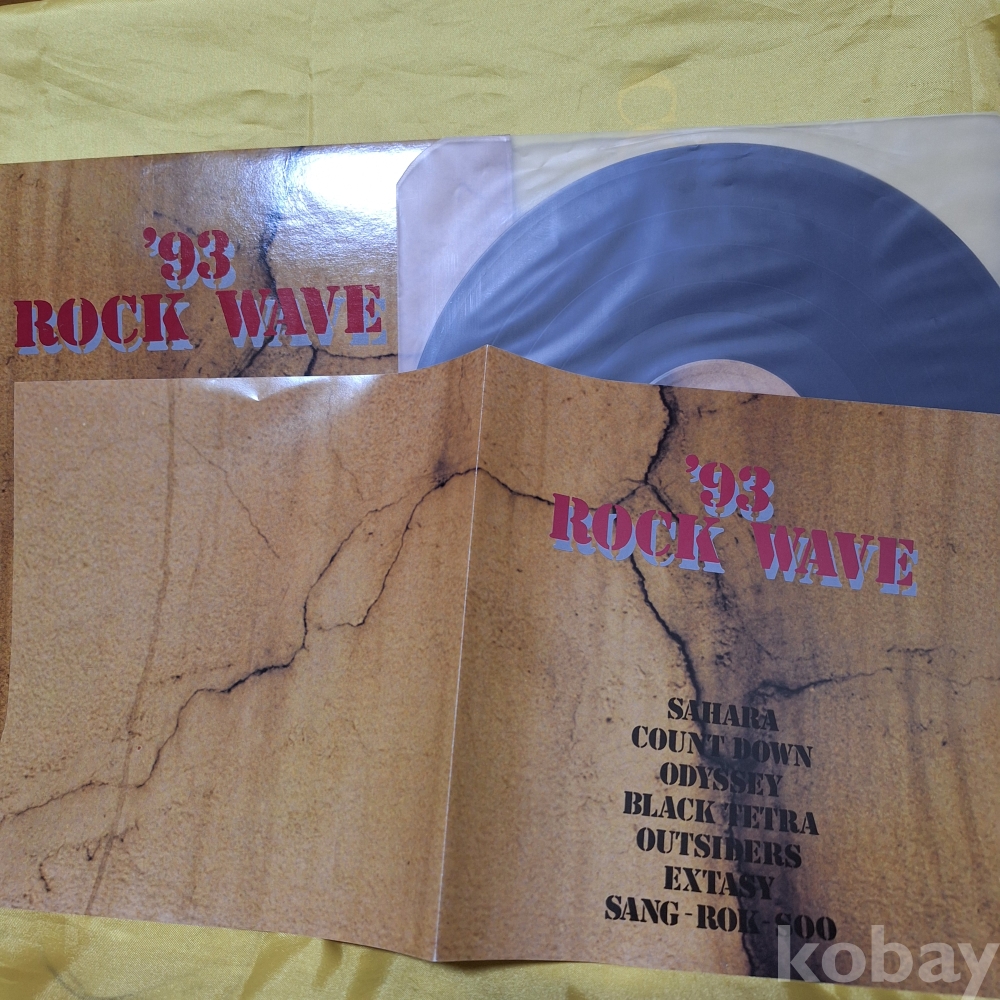 '93
ROCK WAVE
'93
ROCK WAVE
SAHARA
COUNT DOWN
ODYSSEY
BLACK TETRA
OUTSIDERS
EXTASY
SANG-ROK-SOO
kobay